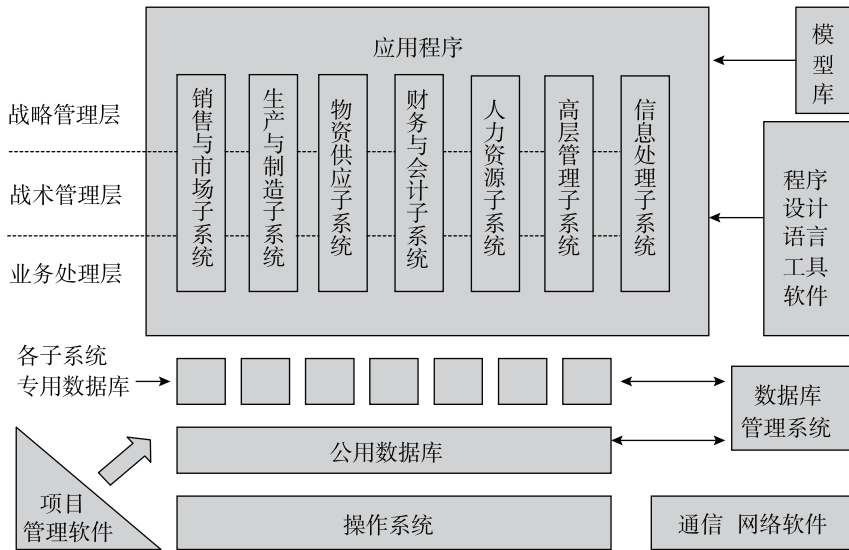 应用程序
模
型
库
战略管理层
战术管理层
业务处理层
销售与市场子系统
生产与制造子系统
物资供应子系统
财务与会计子系统
人力资源子系统
高层管理子系统
信息处理子系统
程序
设计
语言
工具
软件
各子系统
专用数据库
数据库
管理系统
公用数据库
项目
管理软件
操作系统
通信 网络软件